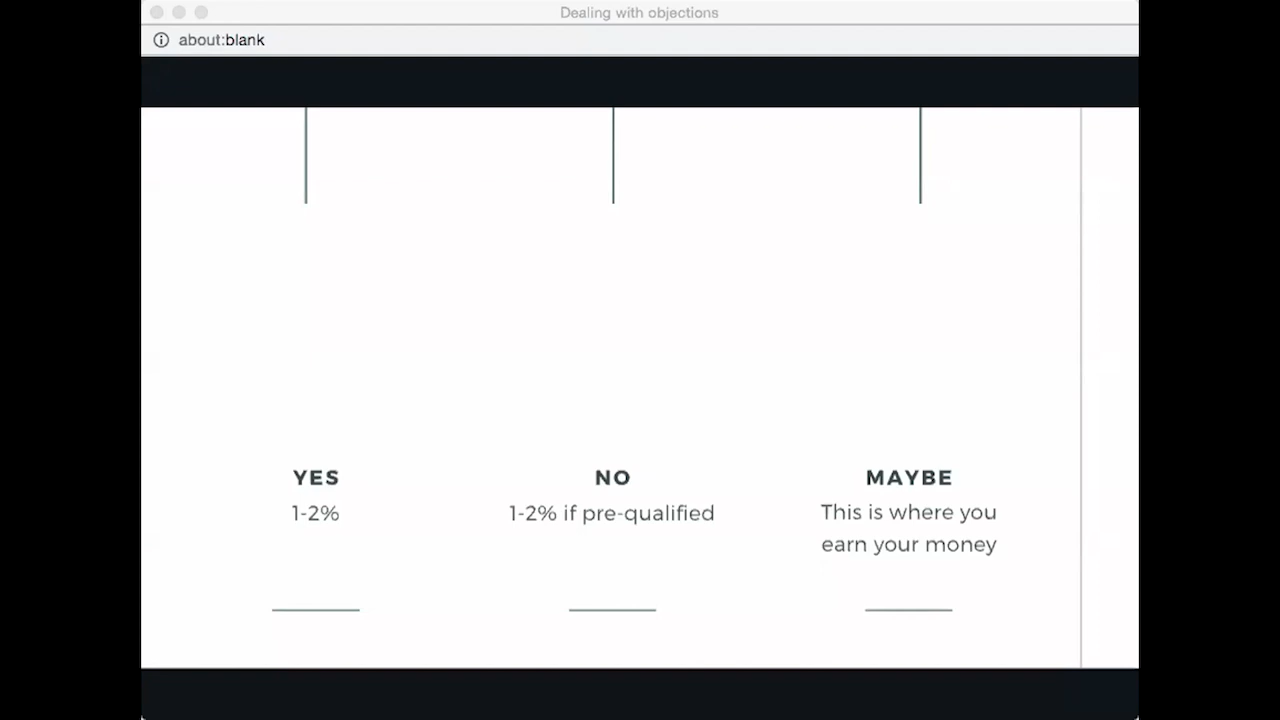 Dealing with objections
about:blank
YES
1-2%
NO
1-2% if pre-qualified
MAYBE
This is where you
earn your money